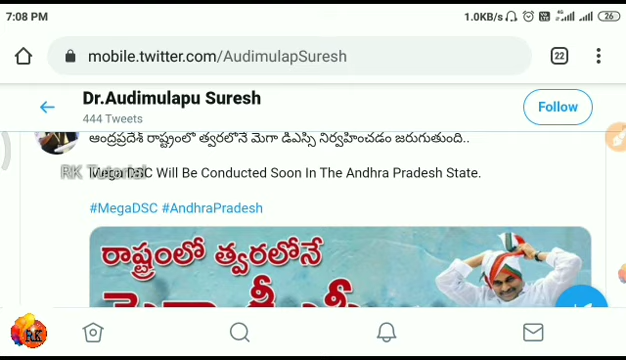 7:08 PM
1.0KB/s
26
mobile.twitter.com/AudimulapSuresh
22
Dr.Audimulapu Suresh
444 Tweets
Follow
ఆంధ్రప్రదేశ్ రాష్ట్రంలో త్వరలోనే మెగా డిఎస్సి నిర్వహించడం జరుగుతుంది..
RK Tutorial
Mega DSC Will Be Conducted Soon In The Andhra Pradesh State.
#MegaDSC #AndhraPradesh
రాష్ట్రంలో త్వరలోనే
RK